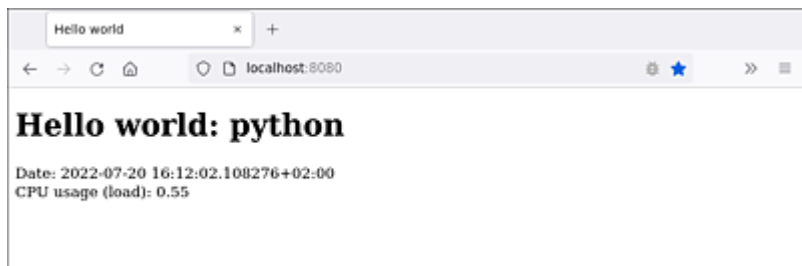 Hello world
localhost:8080
Hello world: python
Date: 2022-07-20 16:12:02.108276+02:00
CPU usage (load): 0.55